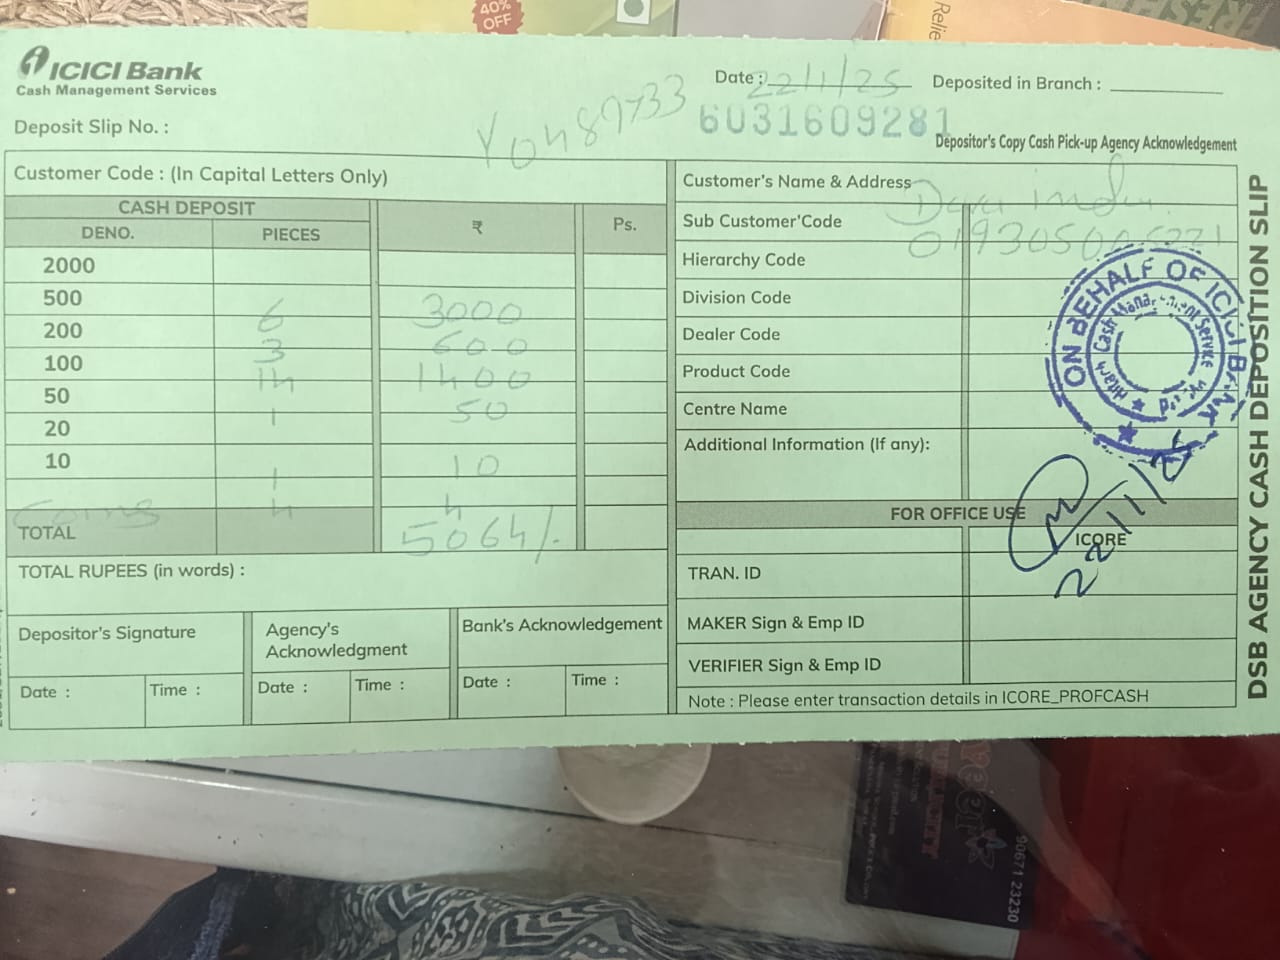 40%
OFF
Relie
ICICI Bank
Cash Management Services
Date : 22/1/25
Deposited in Branch :
Deposit Slip No. :
6031609281
Depositor's Copy Cash Pick-up Agency Acknowledgement
Customer Code : (In Capital Letters Only)
CASH DEPOSIT
DENO. PIECES ₹ Ps.
2000
500 6 3000
200 3 600
100 14 1400
50 1 50
20
10 1 10
Coins 4 4
TOTAL 5064/-
TOTAL RUPEES (in words) :
Depositor's Signature
Agency's
Acknowledgment
Bank's Acknowledgement
Date : Time : Date : Time : Date : Time :
Customer's Name & Address
Sub Customer'Code
Hierarchy Code
Division Code
Dealer Code
Product Code
Centre Name
Additional Information (If any):
FOR OFFICE USE
ICORE
22/1/25
TRAN. ID
MAKER Sign & Emp ID
VERIFIER Sign & Emp ID
Note : Please enter transaction details in ICORE_PROFCASH
ON BEHALF OF ICICI BANK
DSB AGENCY CASH DEPOSITION SLIP
90671 23230